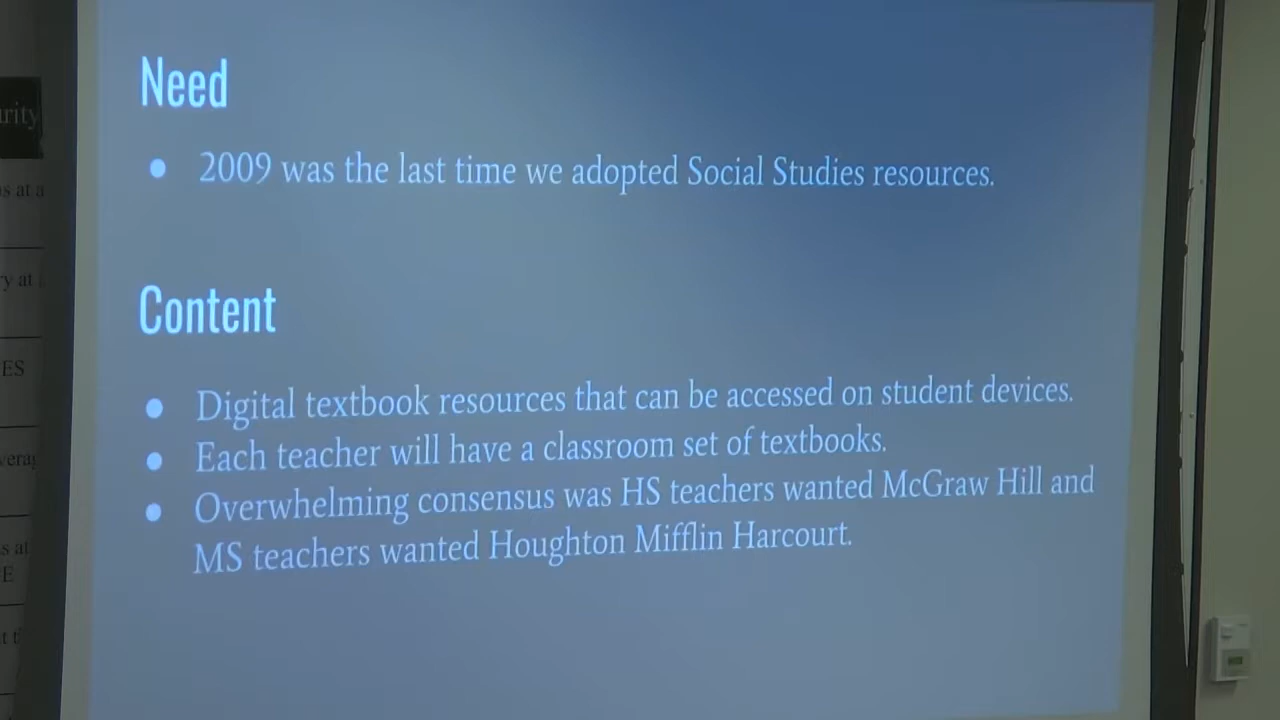 Need
● 2009 was the last time we adopted Social Studies resources.
Content
● Digital textbook resources that can be accessed on student devices.
● Each teacher will have a classroom set of textbooks.
● Overwhelming consensus was HS teachers wanted McGraw Hill and
MS teachers wanted Houghton Mifflin Harcourt.